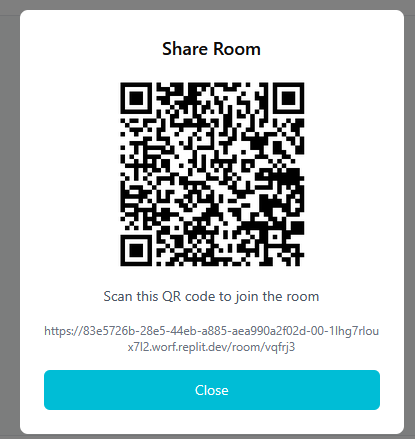 Share Room
Scan this QR code to join the room
https://83e5726b-28e5-44eb-a885-aea990a2f02d-00-1lhg7rlou
x7l2.worf.replit.dev/room/vqfrj3
Close